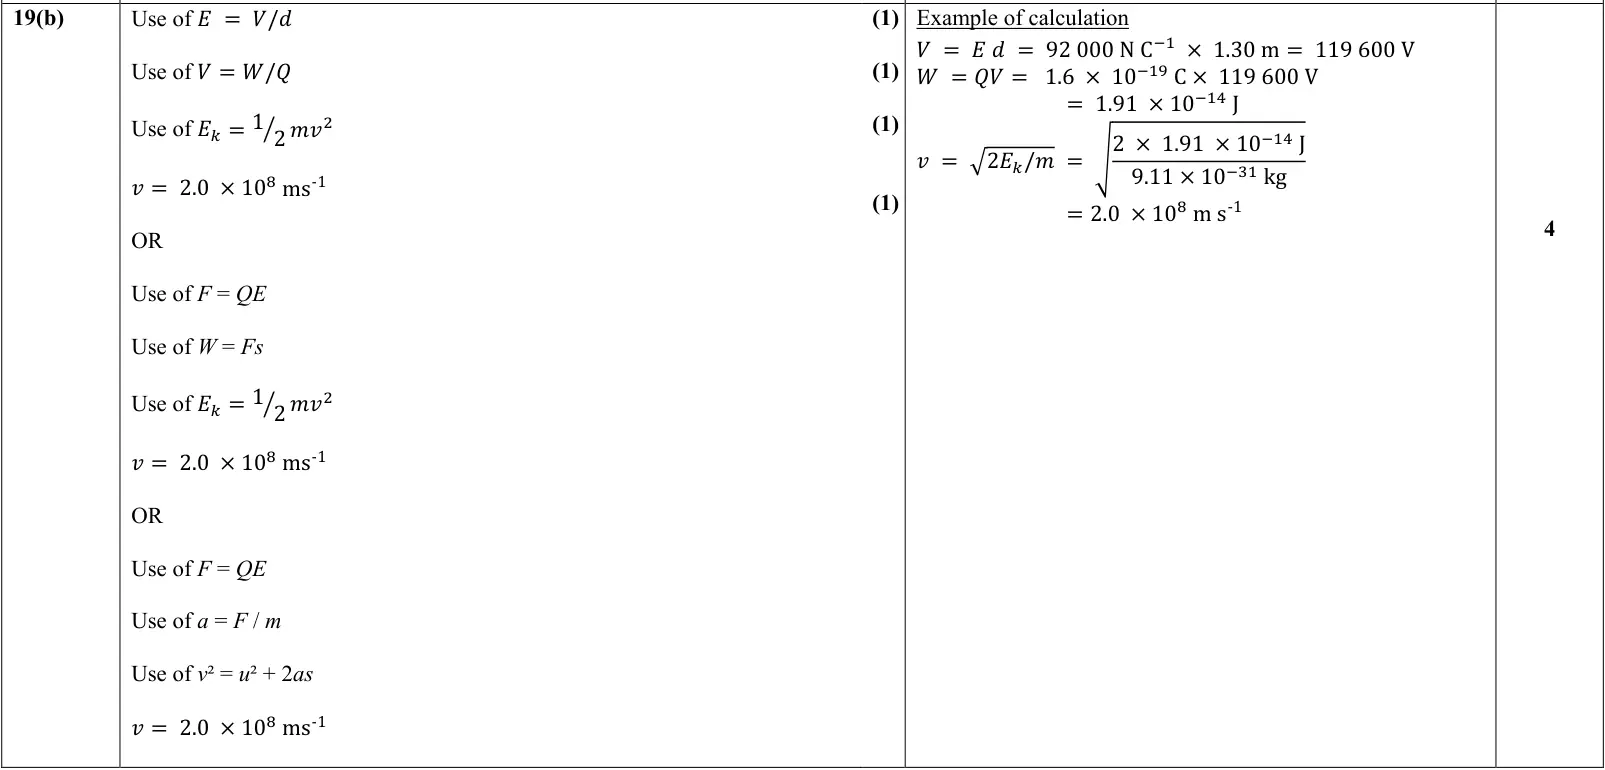 19(b)
Use of E = V/d (1)
Use of V = W/Q (1)
Use of Eₖ = 1/2 mv² (1)
v = 2.0 × 10⁸ ms⁻¹ (1)
OR
Use of F = QE
Use of W = Fs
Use of Eₖ = 1/2 mv²
v = 2.0 × 10⁸ ms⁻¹
OR
Use of F = QE
Use of a = F / m
Use of v² = u² + 2as
v = 2.0 × 10⁸ ms⁻¹
Example of calculation
V = E d = 92 000 N C⁻¹ × 1.30 m = 119 600 V
W = QV = 1.6 × 10⁻¹⁹ C × 119 600 V
= 1.91 × 10⁻¹⁴ J
v = √(2Eₖ/m) = √((2 × 1.91 × 10⁻¹⁴ J)/(9.11 × 10⁻³¹ kg))
= 2.0 × 10⁸ m s⁻¹
4